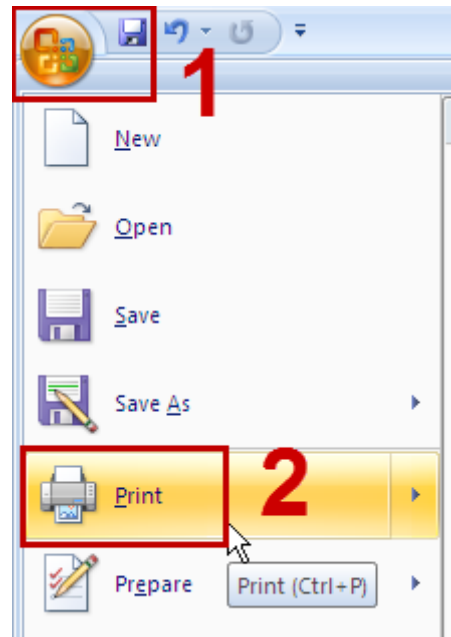 1
New
Open
Save
Save As
Print
2
Prepare
Print (Ctrl+P)